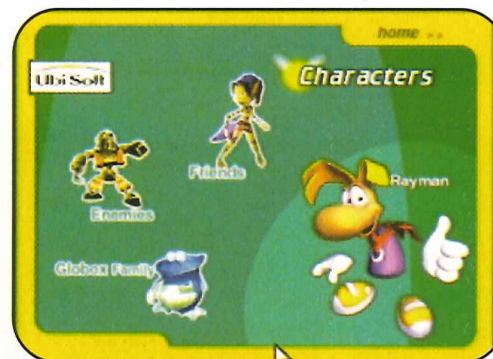 home >>
Ubi Soft
Characters
Friends
Rayman
Enemies
Globox Family